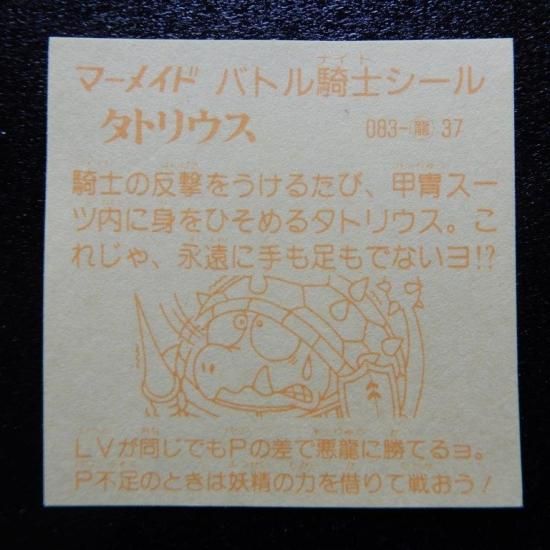 マーメイド バトル騎士シール
タトリウス 083-龍 37
騎士の反撃をうけるたび、甲冑スー
ツ内に身をひそめるタトリウス。こ
れじゃ、永遠に手も足もでないヨ!?
LVが同じでもPの差で悪龍に勝てるヨ。
P不足のときは妖精の力を借りて戦おう!